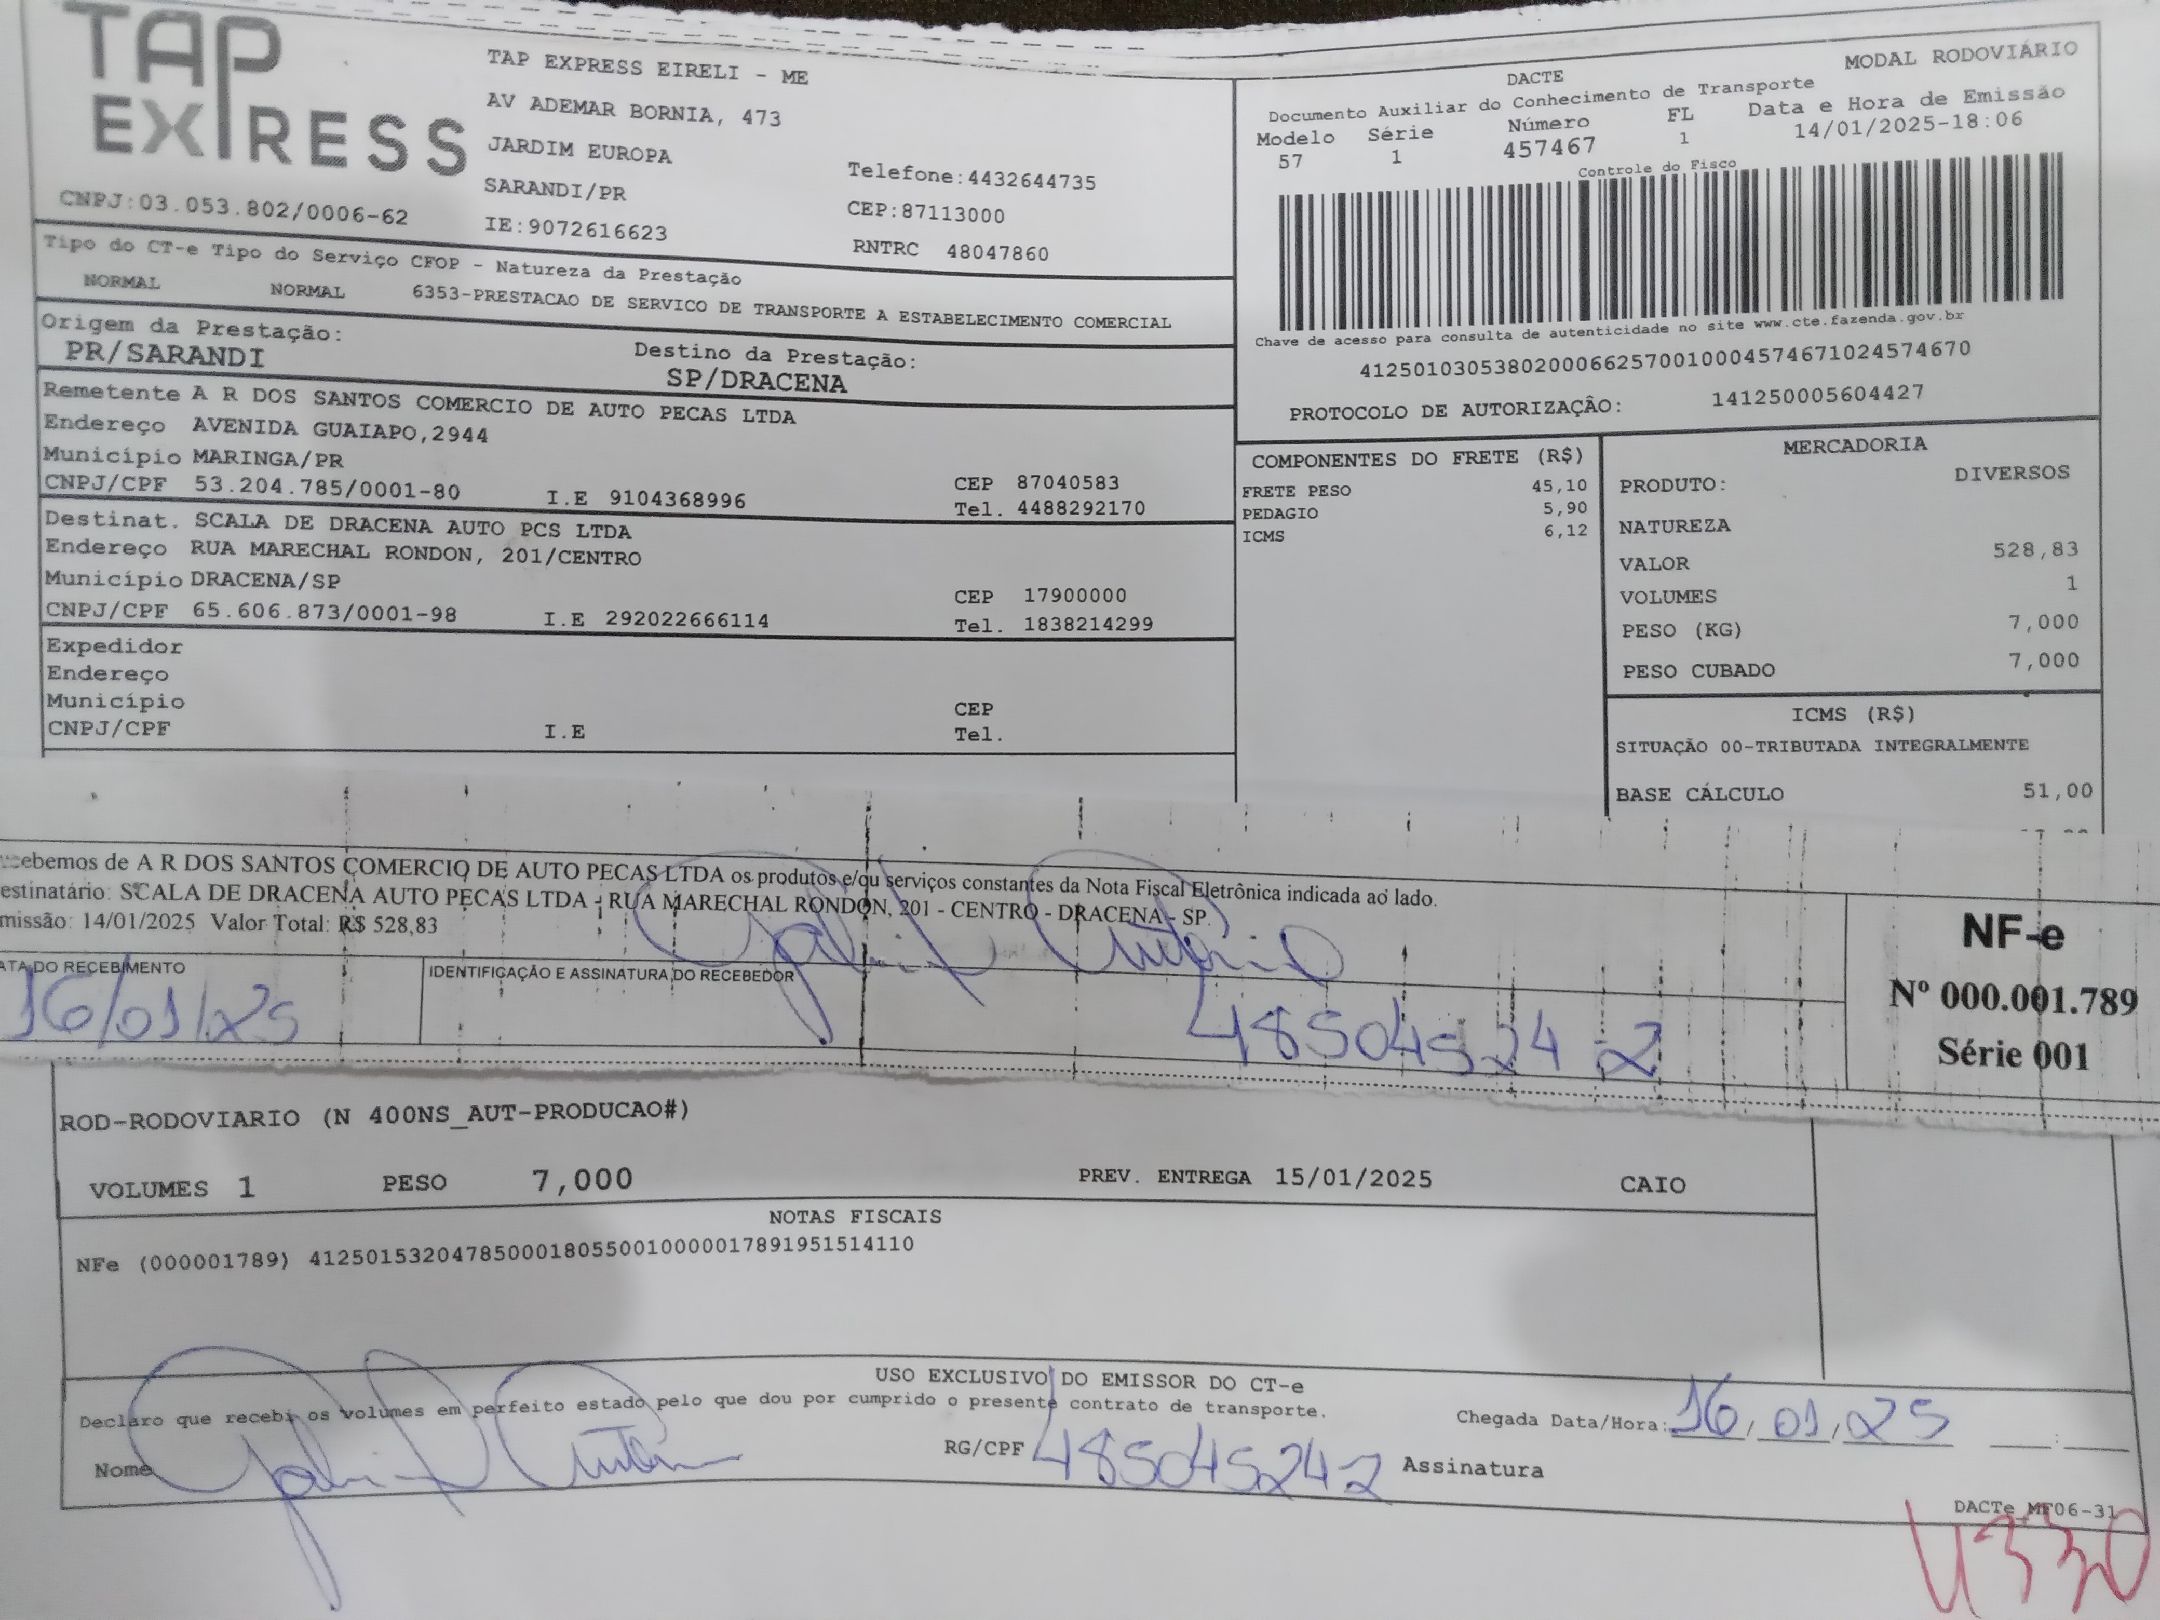 TAP
EXPRESS
CNPJ:03.053.802/0006-62
TAP EXPRESS EIRELI - ME
AV ADEMAR BORNIA, 473
JARDIM EUROPA
SARANDI/PR
IE:9072616623
Telefone:4432644735
CEP:87113000
RNTRC 48047860
DACTE
MODAL RODOVIÁRIO
Documento Auxiliar do Conhecimento de Transporte
Modelo Série Número FL Data e Hora de Emissão
57 1 457467 1 14/01/2025-18:06
Controle do Fisco
Chave de acesso para consulta de autenticidade no site www.cte.fazenda.gov.br
41250103053802000662570010004574671024574670
PROTOCOLO DE AUTORIZAÇÃO: 141250005604427
Tipo do CT-e Tipo do Serviço CFOP - Natureza da Prestação
NORMAL NORMAL 6353-PRESTACAO DE SERVICO DE TRANSPORTE A ESTABELECIMENTO COMERCIAL
Origem da Prestação: Destino da Prestação:
PR/SARANDI SP/DRACENA
Remetente A R DOS SANTOS COMERCIO DE AUTO PECAS LTDA
Endereço AVENIDA GUAIAPO,2944
Município MARINGA/PR CEP 87040583
CNPJ/CPF 53.204.785/0001-80 I.E 9104368996 Tel. 4488292170
Destinat. SCALA DE DRACENA AUTO PCS LTDA
Endereço RUA MARECHAL RONDON, 201/CENTRO
Município DRACENA/SP CEP 17900000
CNPJ/CPF 65.606.873/0001-98 I.E 292022666114 Tel. 1838214299
Expedidor
Endereço
Município CEP
CNPJ/CPF I.E Tel.
COMPONENTES DO FRETE (R$)
FRETE PESO 45,10
PEDAGIO 5,90
ICMS 6,12
MERCADORIA
PRODUTO: DIVERSOS
NATUREZA
VALOR 528,83
VOLUMES 1
PESO (KG) 7,000
PESO CUBADO 7,000
ICMS (R$)
SITUAÇÃO 00-TRIBUTADA INTEGRALMENTE
BASE CÁLCULO 51,00
cebemos de A R DOS SANTOS COMERCIO DE AUTO PECAS LTDA os produtos e/ou serviços constantes da Nota Fiscal Eletrônica indicada ao lado.
estinatário: SCALA DE DRACENA AUTO PECAS LTDA - RUA MARECHAL RONDON, 201 - CENTRO - DRACENA - SP.
missão: 14/01/2025 Valor Total: R$ 528,83
ATA DO RECEBIMENTO IDENTIFICAÇÃO E ASSINATURA DO RECEBEDOR
16/01/25
485045242
NF-e
Nº 000.001.789
Série 001
ROD-RODOVIARIO (N 400NS_AUT-PRODUCAO#)
VOLUMES 1 PESO 7,000 PREV. ENTREGA 15/01/2025 CAIO
NOTAS FISCAIS
NFe (000001789) 41250153204785000180550010000017891951514110
USO EXCLUSIVO DO EMISSOR DO CT-e
Declaro que recebi os volumes em perfeito estado pelo que dou por cumprido o presente contrato de transporte.
Chegada Data/Hora: 16/01/25 :
Nome RG/CPF 485045242 Assinatura
DACTe MF06-31